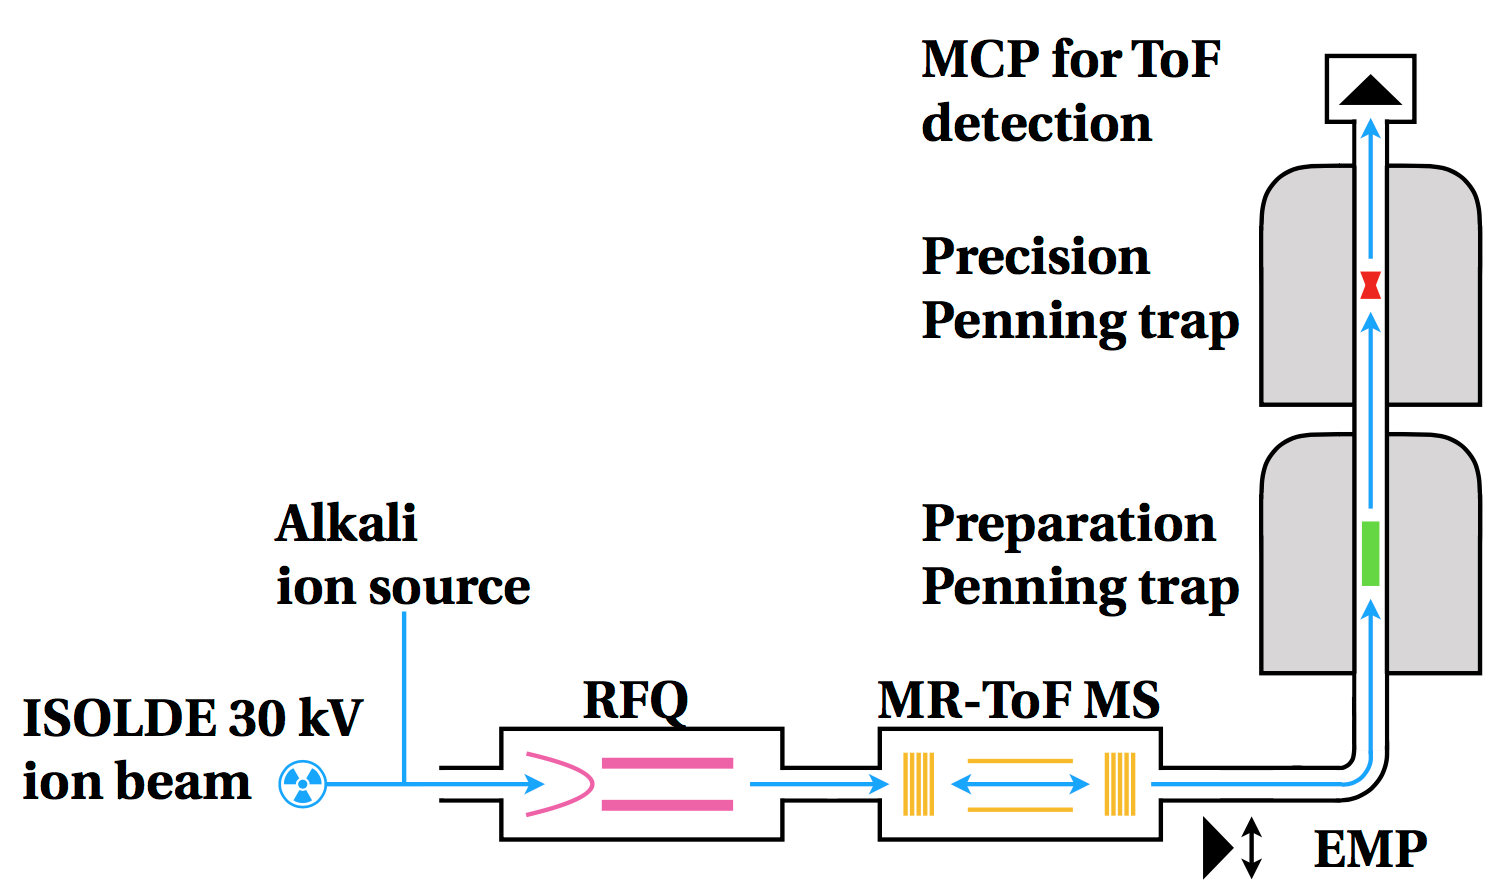 MCP for ToF
detection
Precision
Penning trap
Preparation
Penning trap
Alkali
ion source
ISOLDE 30 kV
ion beam
RFQ
MR-ToF MS
EMP